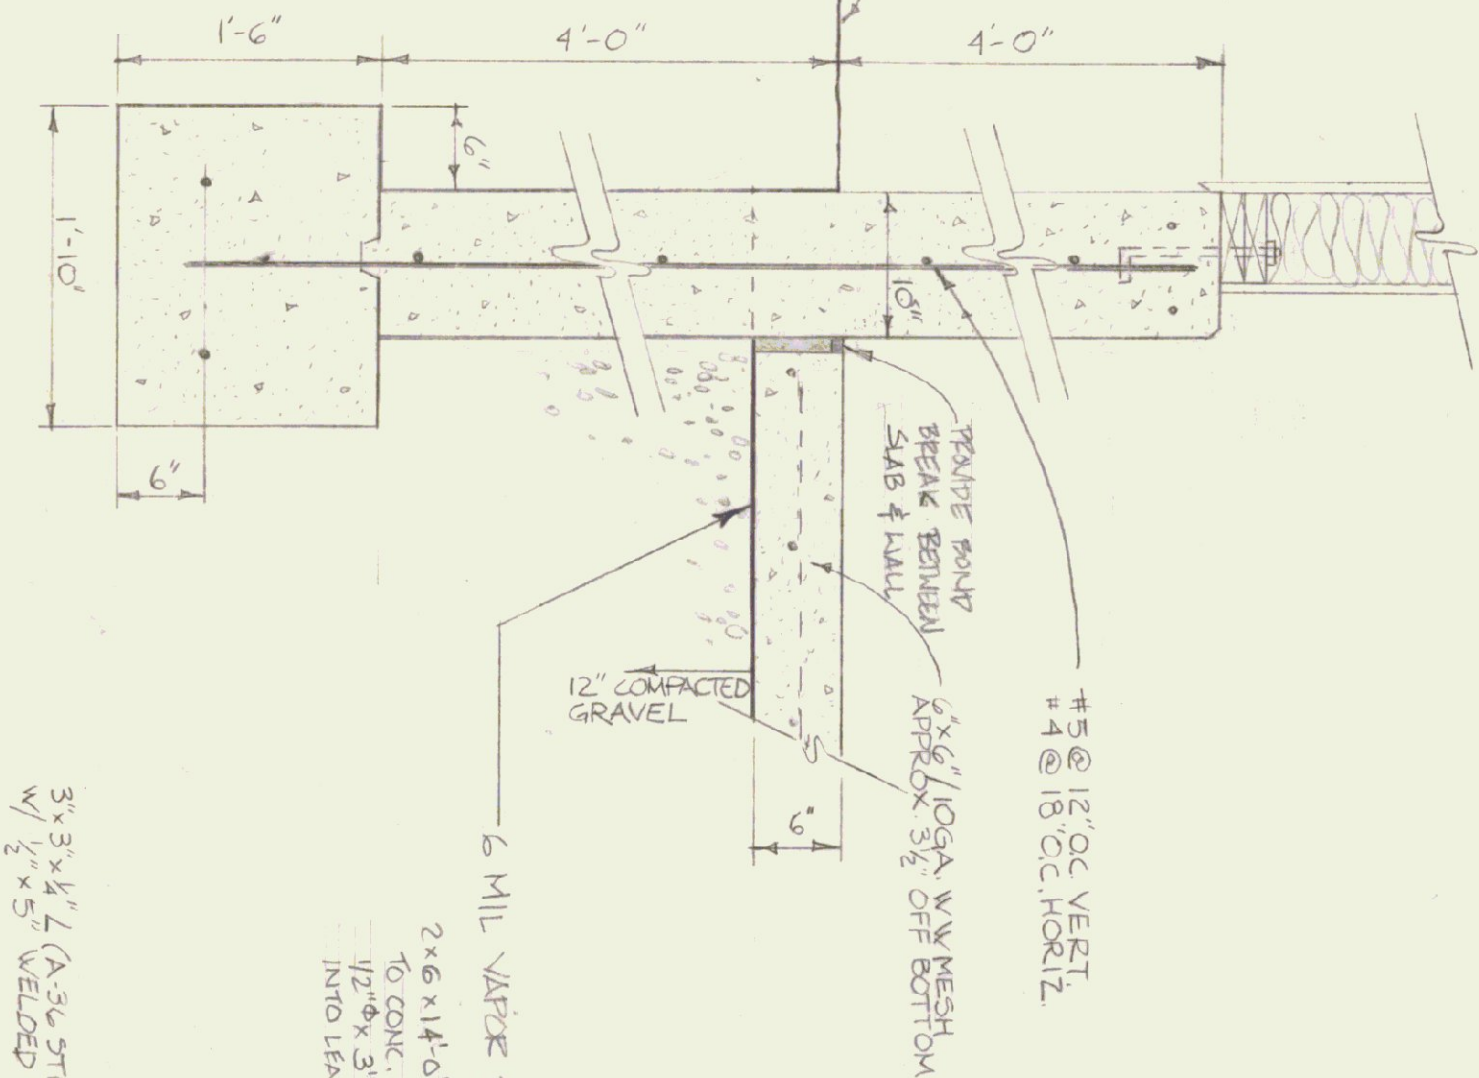 1'-6"
4'-0"
4'-0"
6"
1'-10"
10"
6"
PROVIDE BOND
BREAK BETWEEN
SLAB & WALL
#5 @ 12" O.C. VERT.
#4 @ 18" O.C. HORIZ.
6"x6"/10GA. WW MESH
APPROX. 3½" OFF BOTTOM
12" COMPACTED
GRAVEL
6"
6 MIL VAPOR
2x6x14'-0"
TO CONC.
1/2"Φ x 3"
INTO LEA
3"x3"x¼" L (A-36 ST
W/ ½" x 5" WELDED